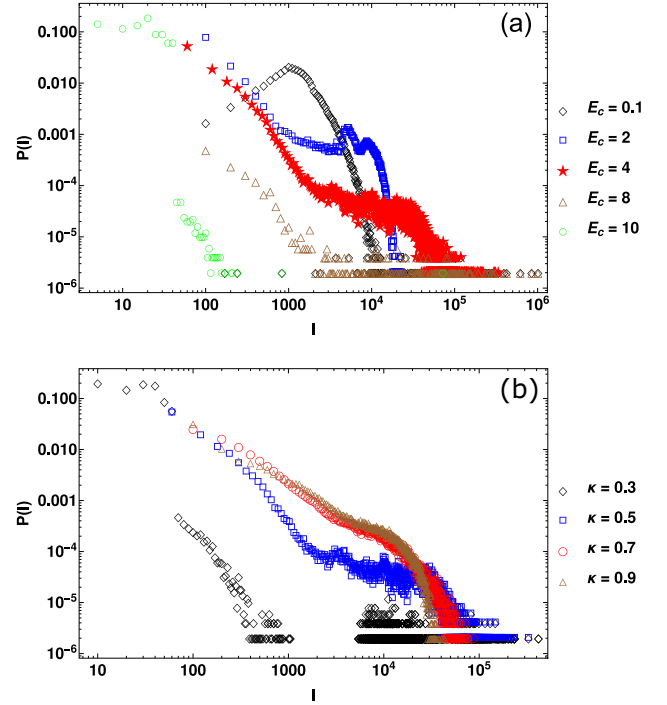 (a)
P(I)
0.100
0.010
0.001
10⁻⁴
10⁻⁵
10⁻⁶
10 100 1000 10⁴ 10⁵ 10⁶
I
E_c = 0.1
E_c = 2
E_c = 4
E_c = 8
E_c = 10
(b)
P(I)
0.100
0.010
0.001
10⁻⁴
10⁻⁵
10⁻⁶
10 100 1000 10⁴ 10⁵
I
κ = 0.3
κ = 0.5
κ = 0.7
κ = 0.9